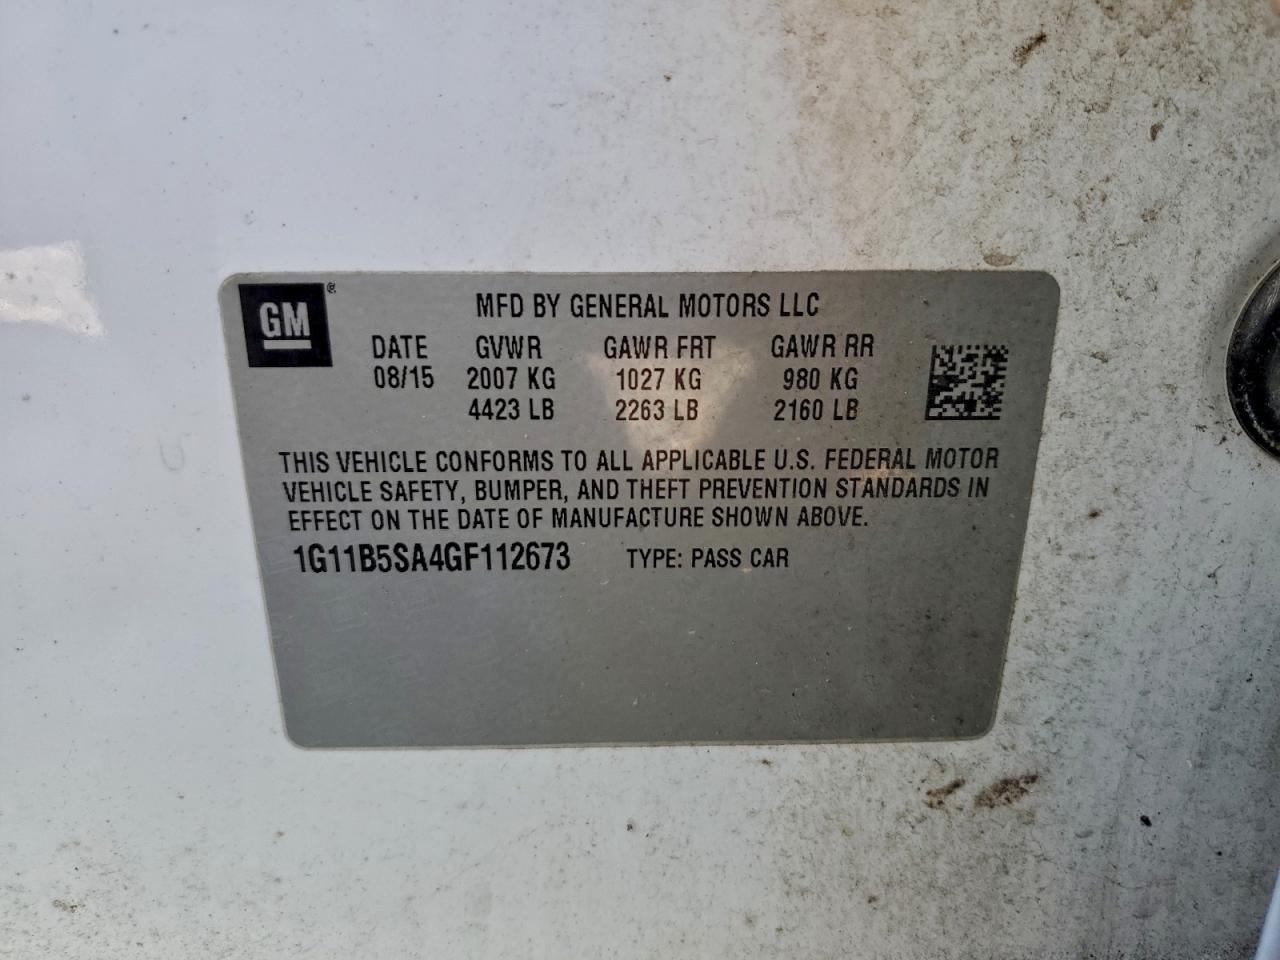 GM®
MFD BY GENERAL MOTORS LLC
DATE GVWR GAWR FRT GAWR RR
08/15 2007 KG 1027 KG 980 KG
4423 LB 2263 LB 2160 LB
THIS VEHICLE CONFORMS TO ALL APPLICABLE U.S. FEDERAL MOTOR
VEHICLE SAFETY, BUMPER, AND THEFT PREVENTION STANDARDS IN
EFFECT ON THE DATE OF MANUFACTURE SHOWN ABOVE.
1G11B5SA4GF112673 TYPE: PASS CAR